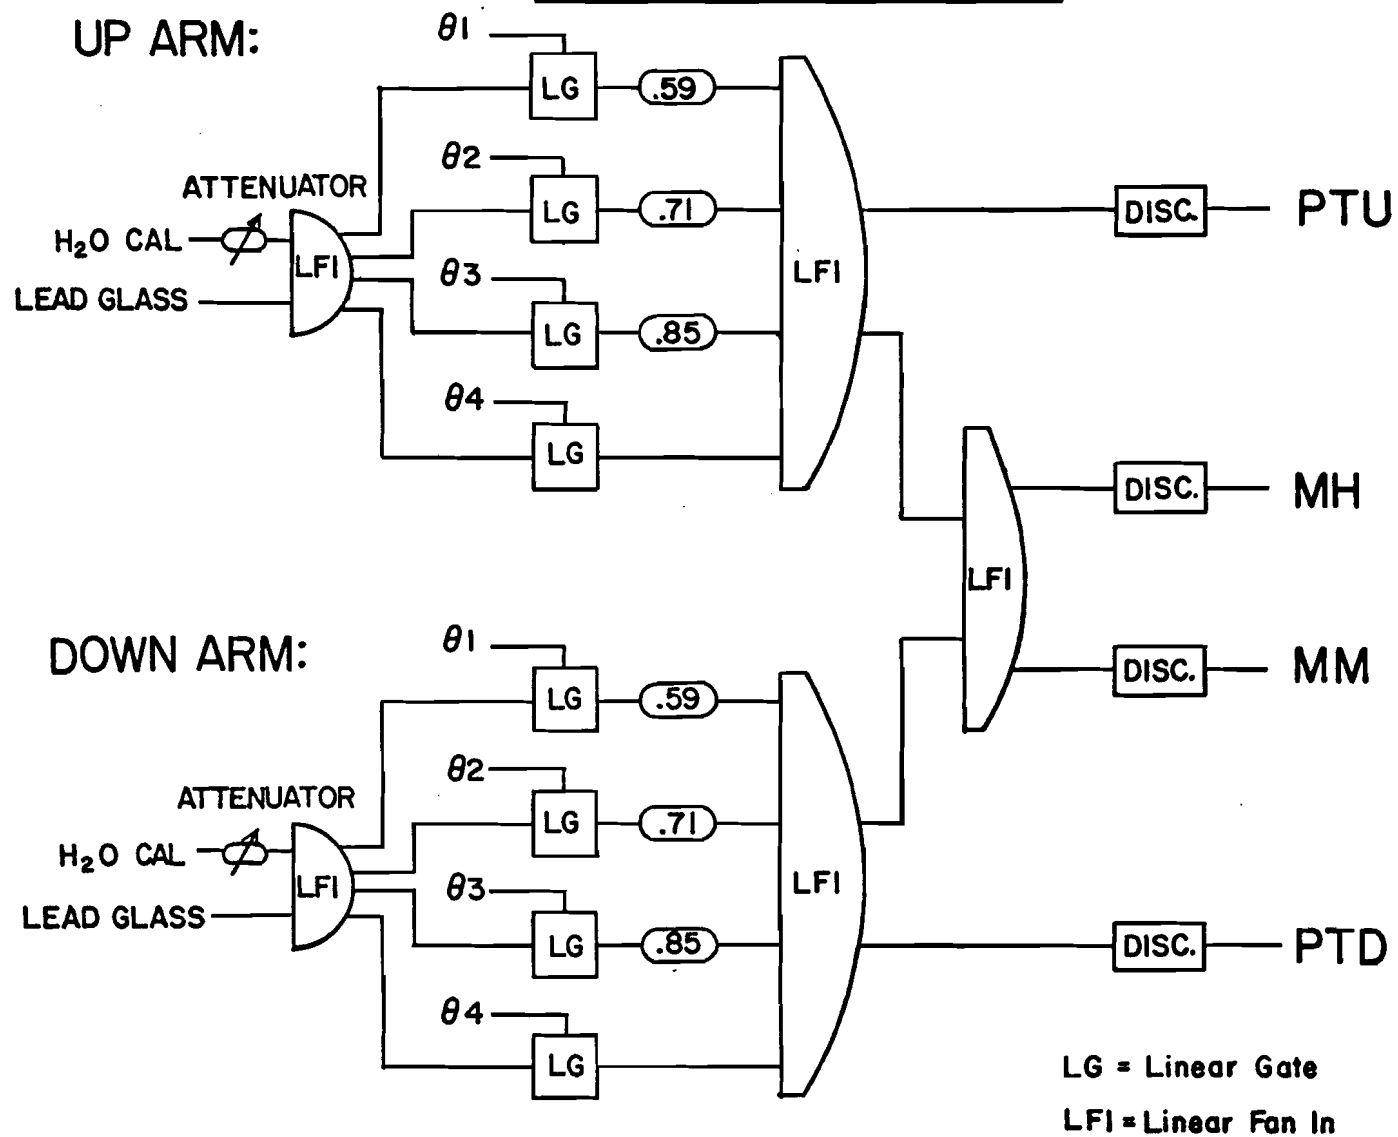 UP ARM:
θ1
LG
.59
θ2
LG
.71
ATTENUATOR
H₂O CAL
LEAD GLASS
LFI
θ3
LG
.85
θ4
LG
LFI
DISC.
PTU
LFI
DISC.
MH
DISC.
MM
DOWN ARM:
θ1
LG
.59
θ2
LG
.71
ATTENUATOR
H₂O CAL
LEAD GLASS
LFI
θ3
LG
.85
θ4
LG
LFI
DISC.
PTD
LG = Linear Gate
LFI = Linear Fan In